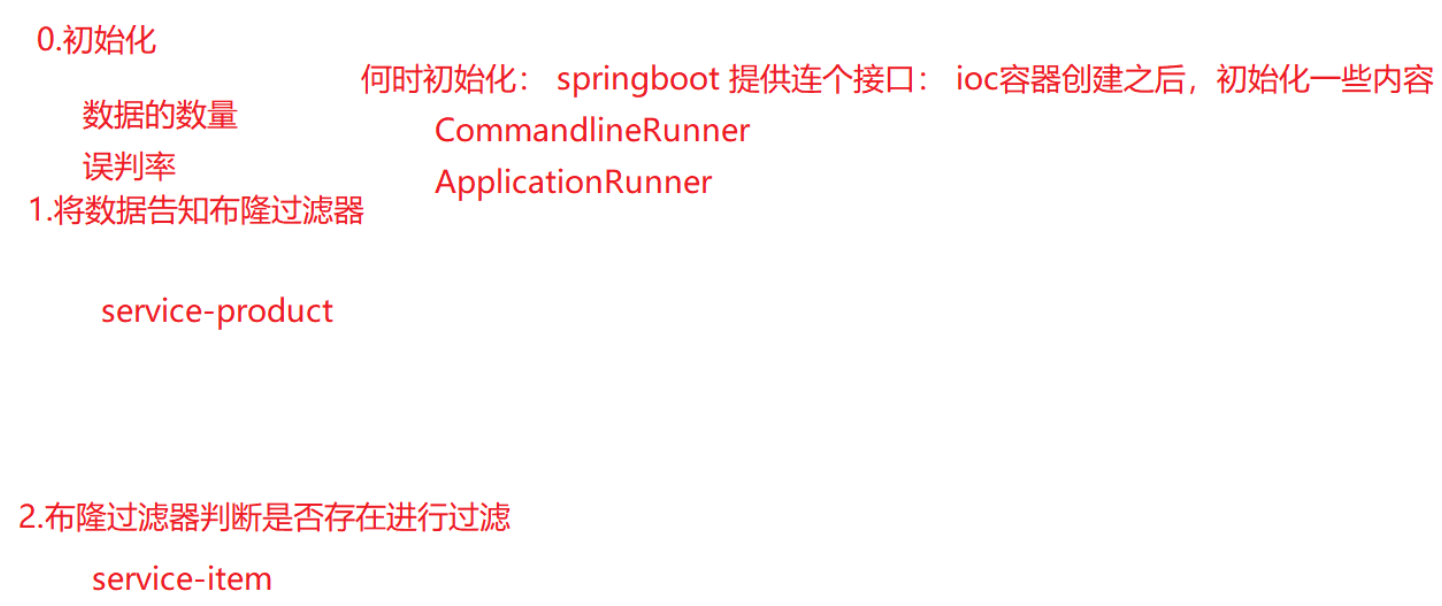 0.初始化
何时初始化： springboot 提供连个接口： ioc容器创建之后，初始化一些内容
数据的数量
CommandlineRunner
误判率
ApplicationRunner
1.将数据告知布隆过滤器
service-product
2.布隆过滤器判断是否存在进行过滤
service-item